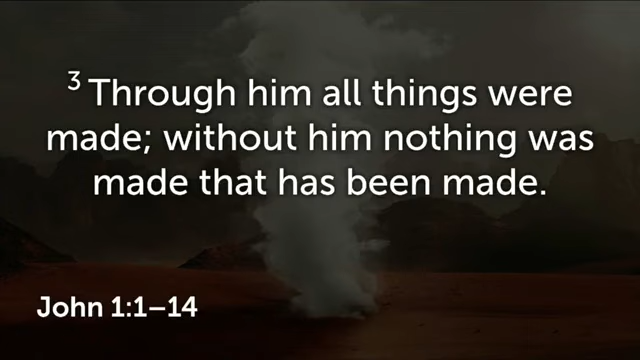 3 Through him all things were
made; without him nothing was
made that has been made.
John 1:1–14